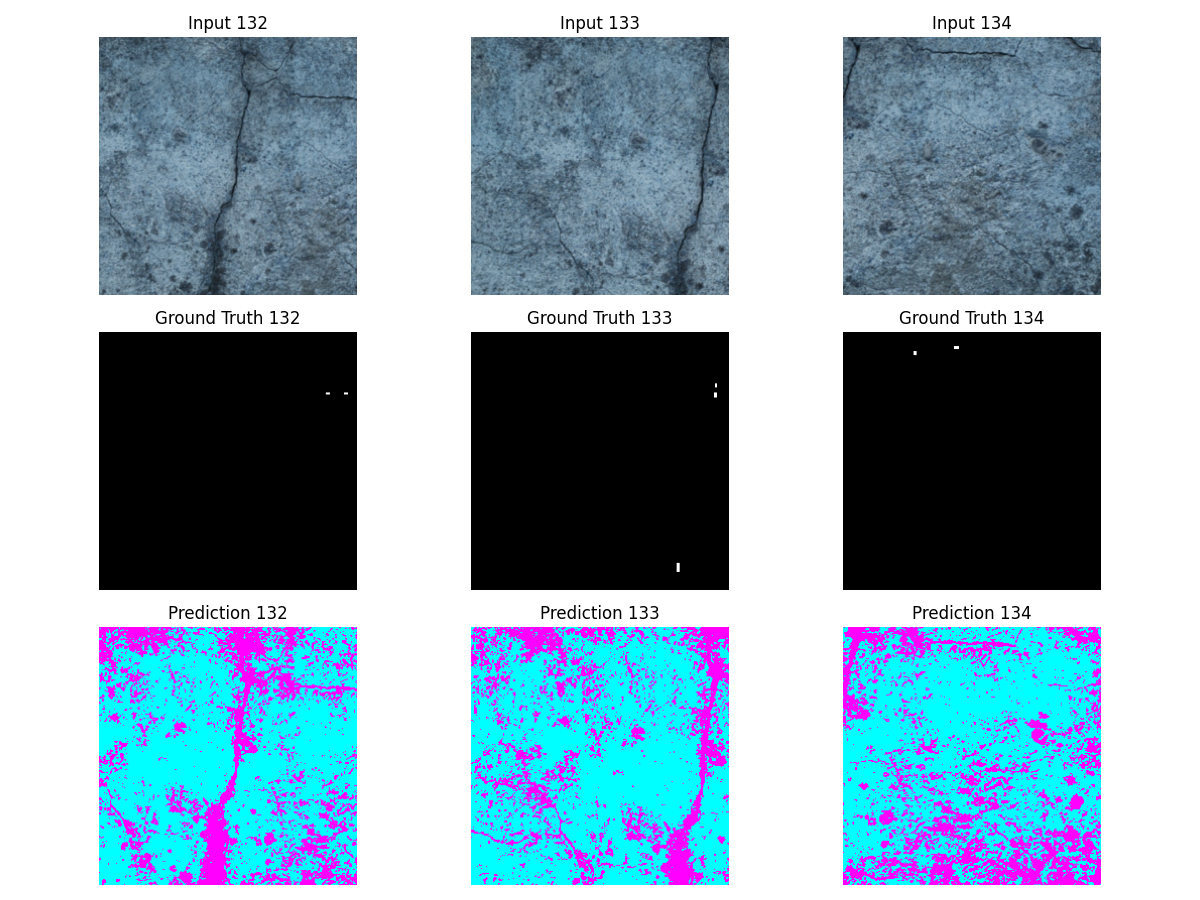 Input 132
Input 133
Input 134
Ground Truth 132
Ground Truth 133
Ground Truth 134
Prediction 132
Prediction 133
Prediction 134